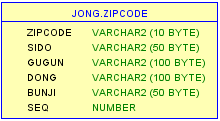 JONG.ZIPCODE
ZIPCODE VARCHAR2 (10 BYTE)
SIDO VARCHAR2 (50 BYTE)
GUGUN VARCHAR2 (100 BYTE)
DONG VARCHAR2 (100 BYTE)
BUNJI VARCHAR2 (50 BYTE)
SEQ NUMBER